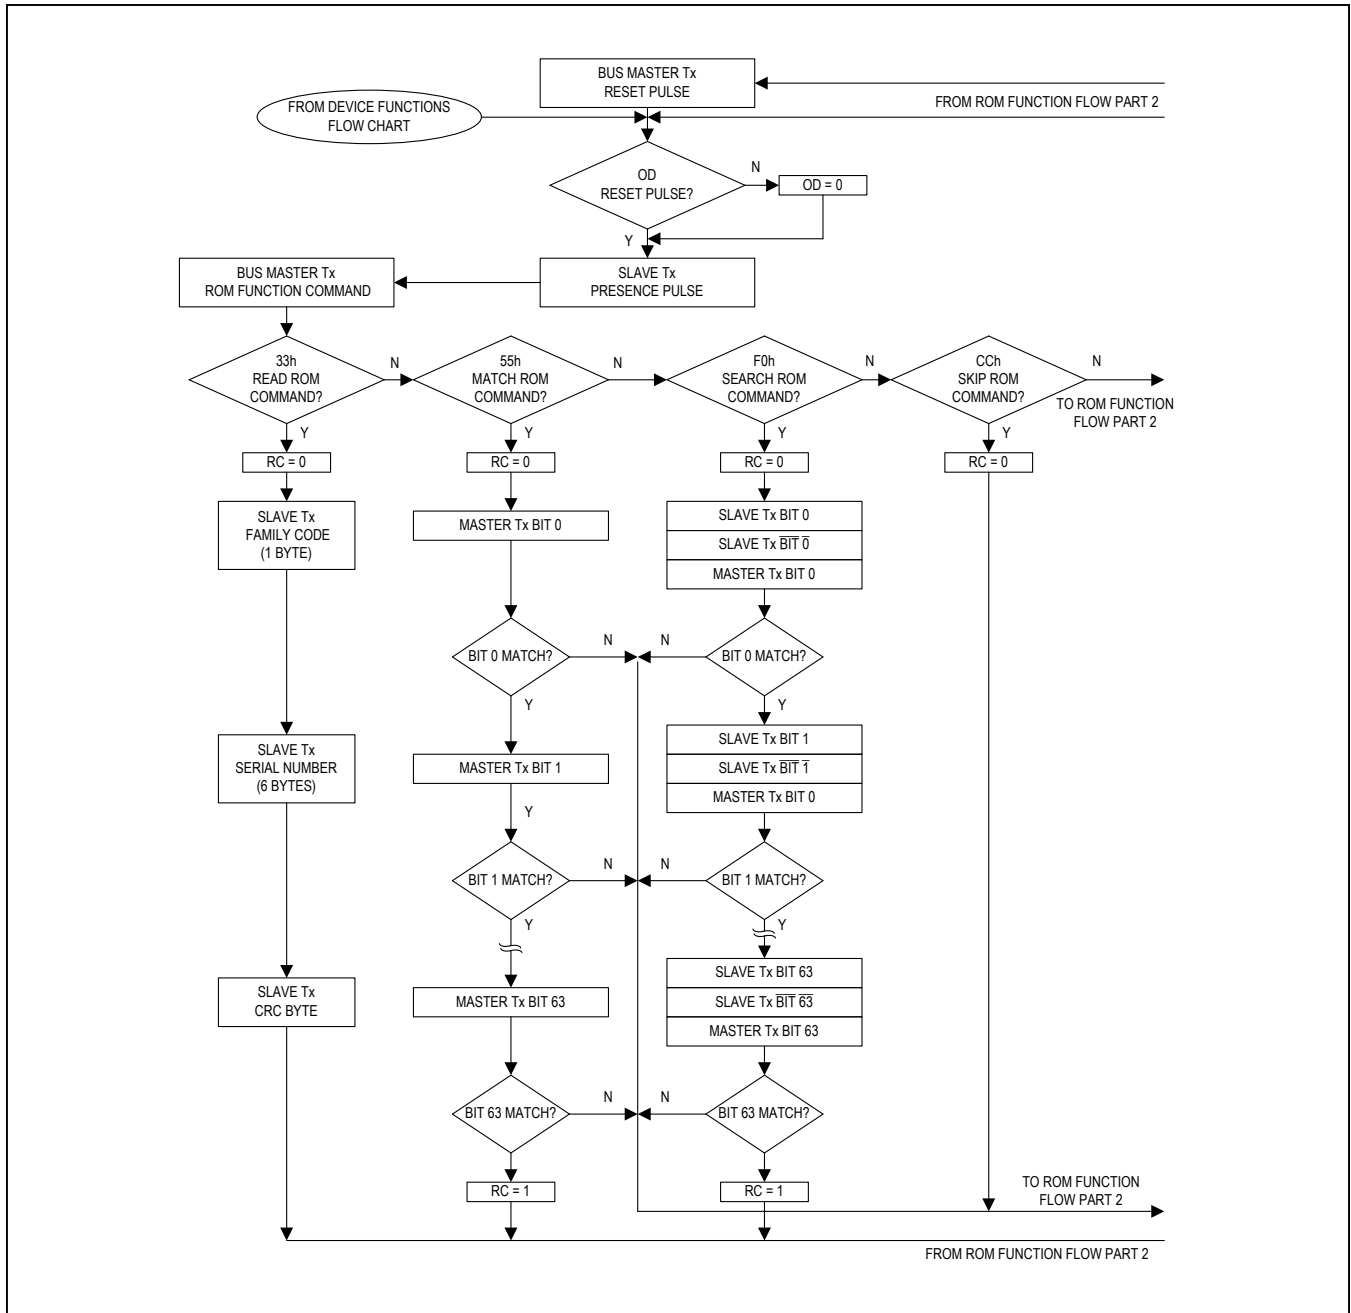 BUS MASTER Tx
RESET PULSE
FROM ROM FUNCTION FLOW PART 2
FROM DEVICE FUNCTIONS
FLOW CHART
OD
RESET PULSE?
N
OD = 0
Y
BUS MASTER Tx
ROM FUNCTION COMMAND
SLAVE Tx
PRESENCE PULSE
33h
READ ROM
COMMAND?
N
55h
MATCH ROM
COMMAND?
N
F0h
SEARCH ROM
COMMAND?
N
CCh
SKIP ROM
COMMAND?
N
TO ROM FUNCTION
FLOW PART 2
Y
Y
Y
Y
RC = 0
RC = 0
RC = 0
RC = 0
SLAVE Tx
FAMILY CODE
(1 BYTE)
MASTER Tx BIT 0
SLAVE Tx BIT 0
SLAVE Tx B̅I̅T̅ 0̅
MASTER Tx BIT 0
BIT 0 MATCH?
N
N
BIT 0 MATCH?
Y
Y
SLAVE Tx
SERIAL NUMBER
(6 BYTES)
MASTER Tx BIT 1
SLAVE Tx BIT 1
SLAVE Tx B̅I̅T̅ 1̅
MASTER Tx BIT 0
Y
BIT 1 MATCH?
N
N
BIT 1 MATCH?
Y
Y
SLAVE Tx
CRC BYTE
MASTER Tx BIT 63
SLAVE Tx BIT 63
SLAVE Tx B̅I̅T̅ 6̅3̅
MASTER Tx BIT 63
BIT 63 MATCH?
N
N
BIT 63 MATCH?
Y
Y
RC = 1
RC = 1
TO ROM FUNCTION
FLOW PART 2
FROM ROM FUNCTION FLOW PART 2